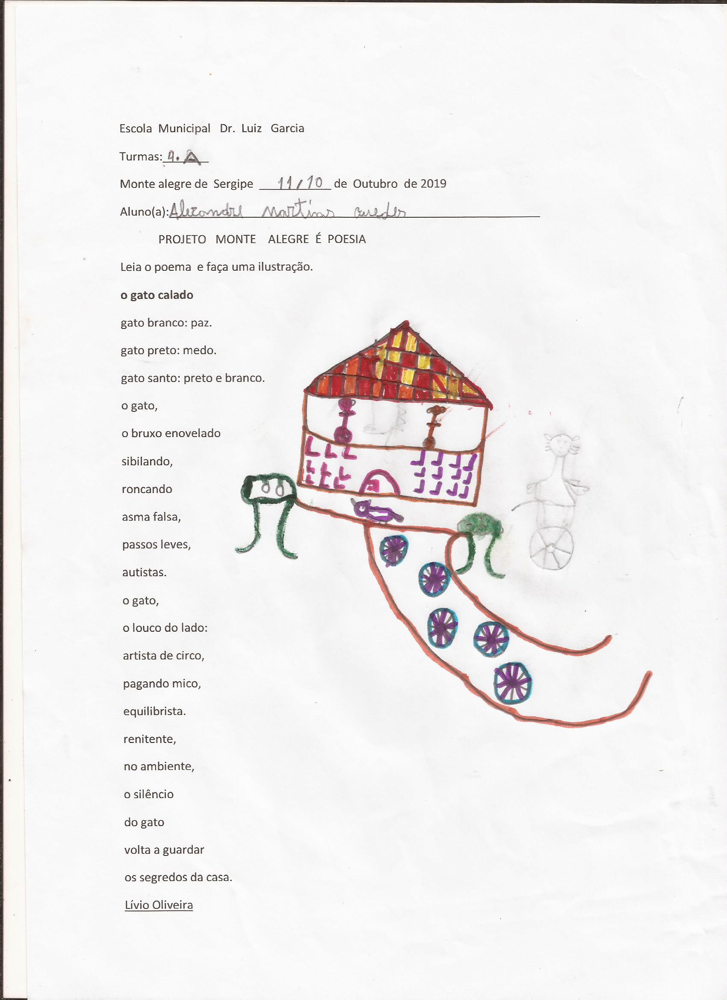 Escola Municipal Dr. Luiz Garcia
Turmas: 4. A
Monte alegre de Sergipe 11/10 de Outubro de 2019
Aluno(a): Alexandre Martins Guedes
PROJETO MONTE ALEGRE É POESIA
Leia o poema e faça uma ilustração.
o gato calado
gato branco: paz.
gato preto: medo.
gato santo: preto e branco.
o gato,
o bruxo enovelado
sibilando,
roncando
asma falsa,
passos leves,
autistas.
o gato,
o louco do lado:
artista de circo,
pagando mico,
equilibrista.
renitente,
no ambiente,
o silêncio
do gato
volta a guardar
os segredos da casa.
Lívio Oliveira